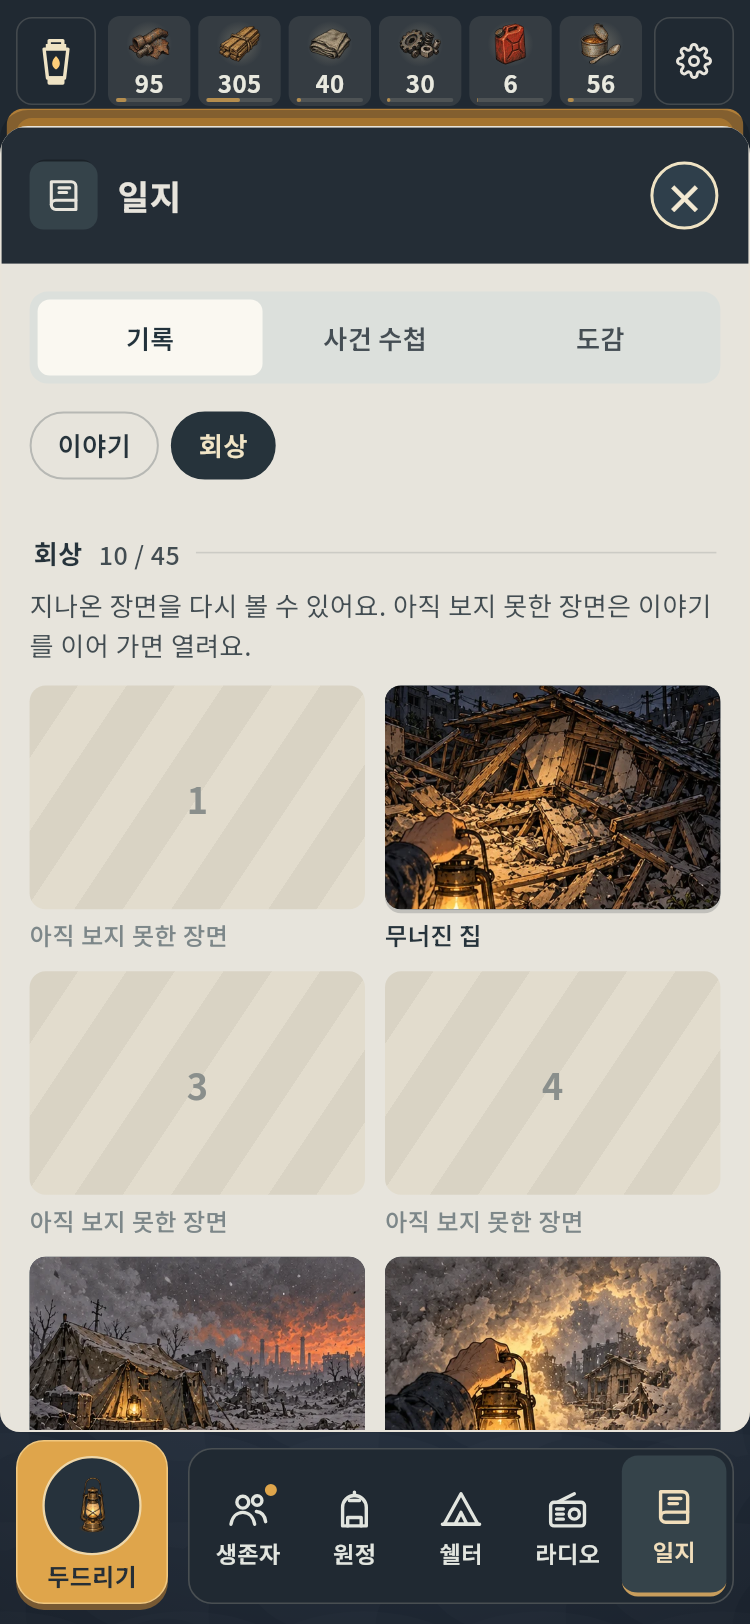 95 305 40 30 6 56
일지
기록 사건 수첩 도감
이야기 회상
회상 10 / 45
지나온 장면을 다시 볼 수 있어요. 아직 보지 못한 장면은 이야기
를 이어 가면 열려요.
1
아직 보지 못한 장면 무너진 집
3 4
아직 보지 못한 장면 아직 보지 못한 장면
두드리기 생존자 원정 쉘터 라디오 일지